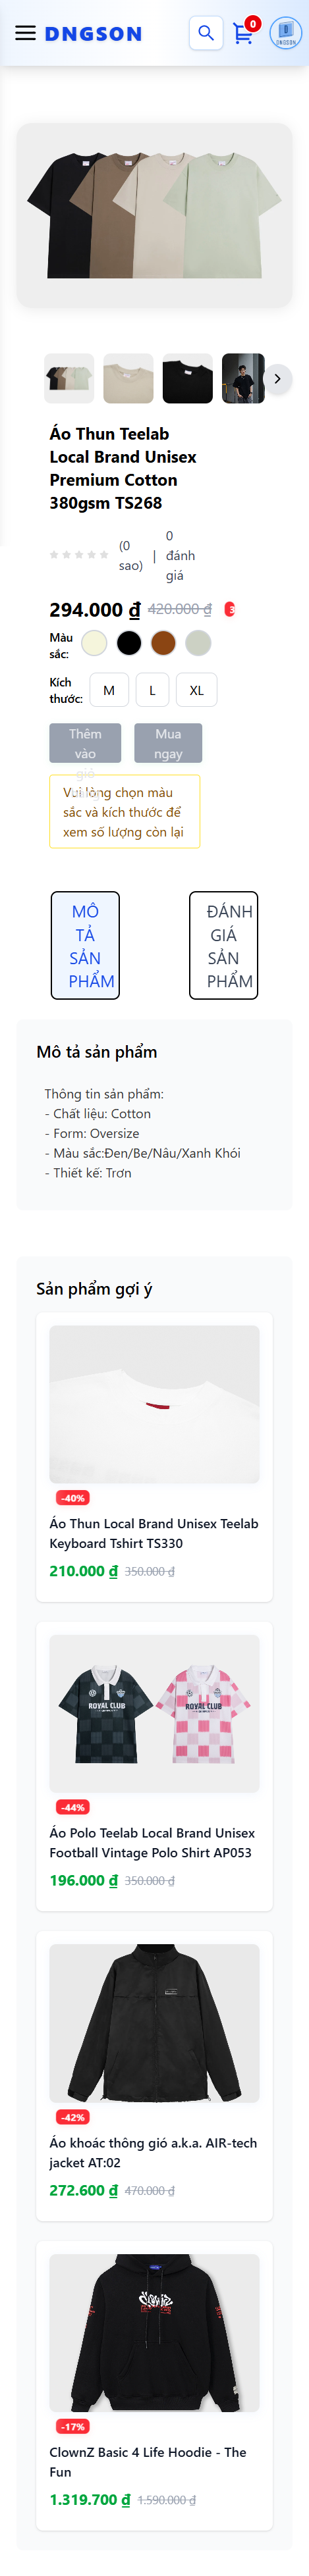 DNGSON
0
DNGSON
Áo Thun Teelab
Local Brand Unisex
Premium Cotton
380gsm TS268
(0
sao)
|
0
đánh
giá
294.000 ₫ 420.000 ₫
Màu
sắc:
Kích
thước:
M
L
XL
Thêm
vào
giỏ
Mua
ngay
Vui lòng chọn màu
sắc và kích thước để
xem số lượng còn lại
MÔ
TẢ
SẢN
PHẨM
ĐÁNH
GIÁ
SẢN
PHẨM
Mô tả sản phẩm
Thông tin sản phẩm:
- Chất liệu: Cotton
- Form: Oversize
- Màu sắc:Đen/Be/Nâu/Xanh Khói
- Thiết kế: Trơn
Sản phẩm gợi ý
-40%
Áo Thun Local Brand Unisex Teelab
Keyboard Tshirt TS330
210.000 ₫ 350.000 ₫
ROYAL CLUB
ROYAL CLUB
-44%
Áo Polo Teelab Local Brand Unisex
Football Vintage Polo Shirt AP053
196.000 ₫ 350.000 ₫
-42%
Áo khoác thông gió a.k.a. AIR-tech
jacket AT:02
272.600 ₫ 470.000 ₫
-17%
ClownZ Basic 4 Life Hoodie - The
Fun
1.319.700 ₫ 1.590.000 ₫